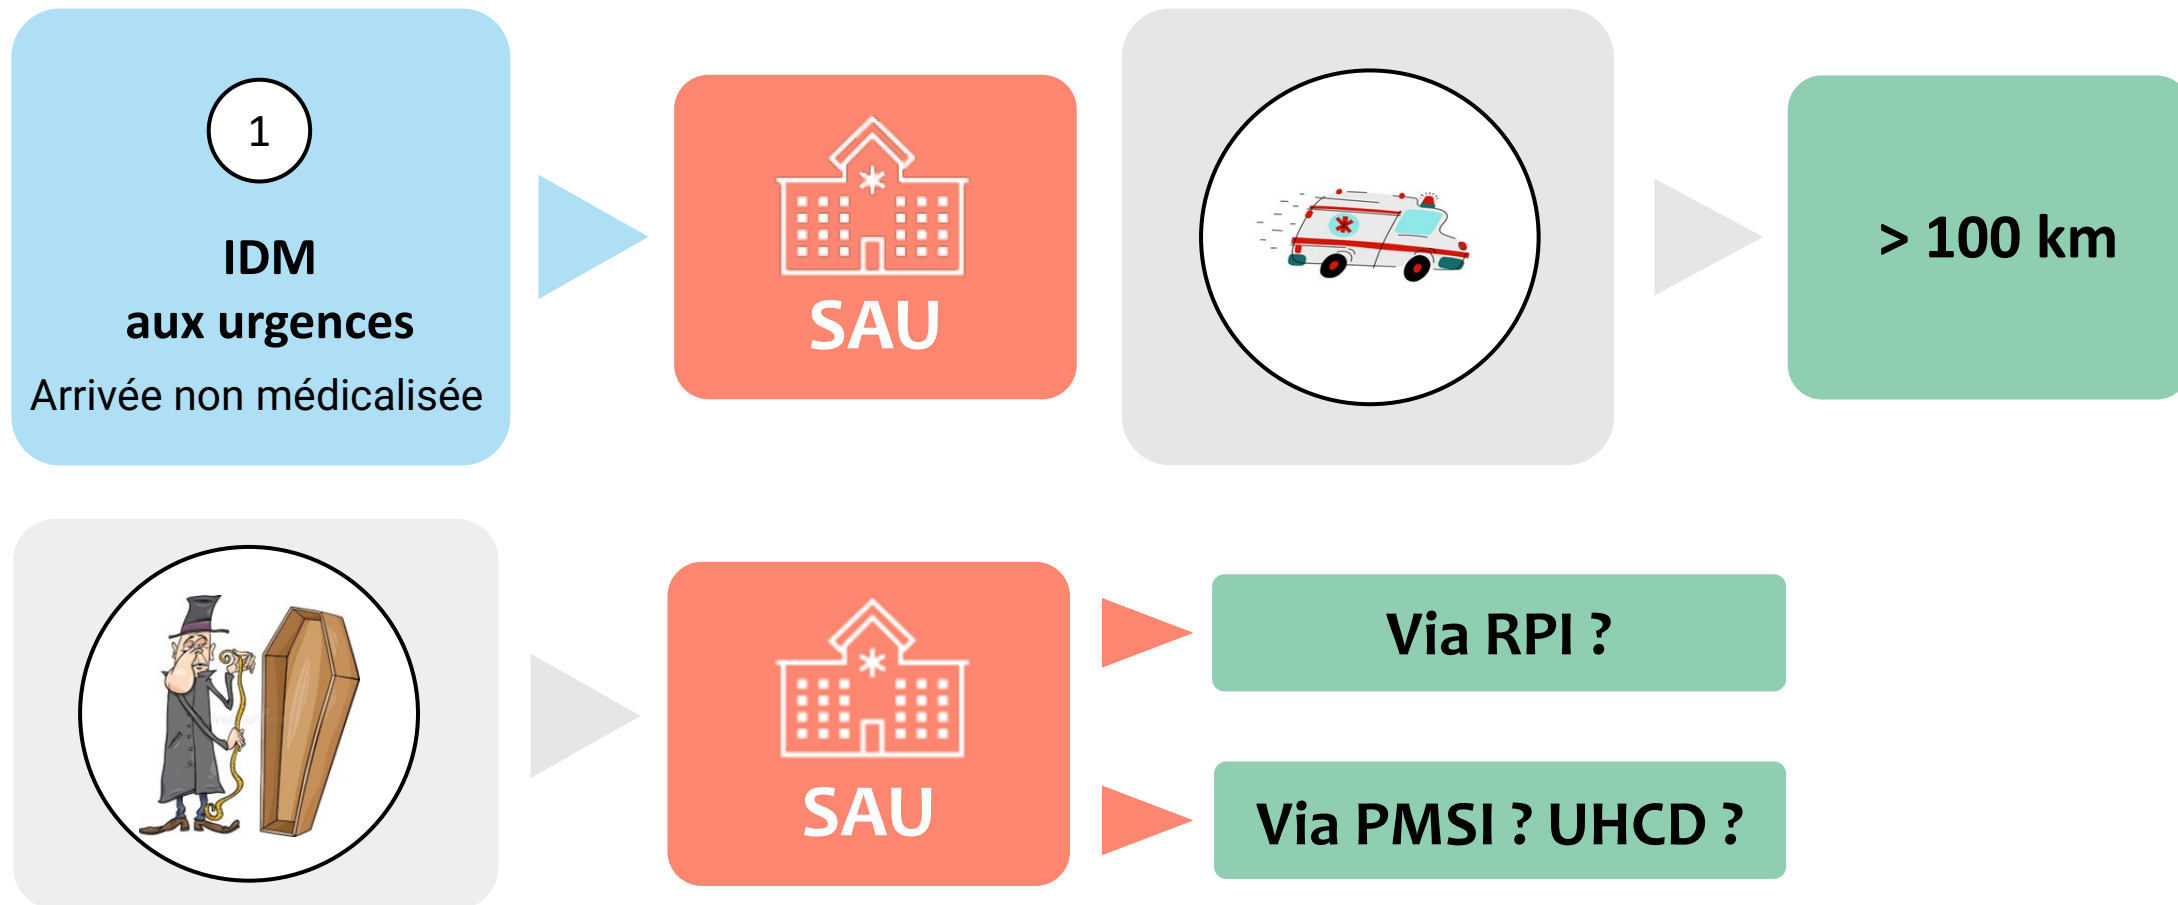 1
IDM
aux urgences
Arrivée non médicalisée
SAU
> 100 km
SAU
Via RPI ?
Via PMSI ? UHCD ?